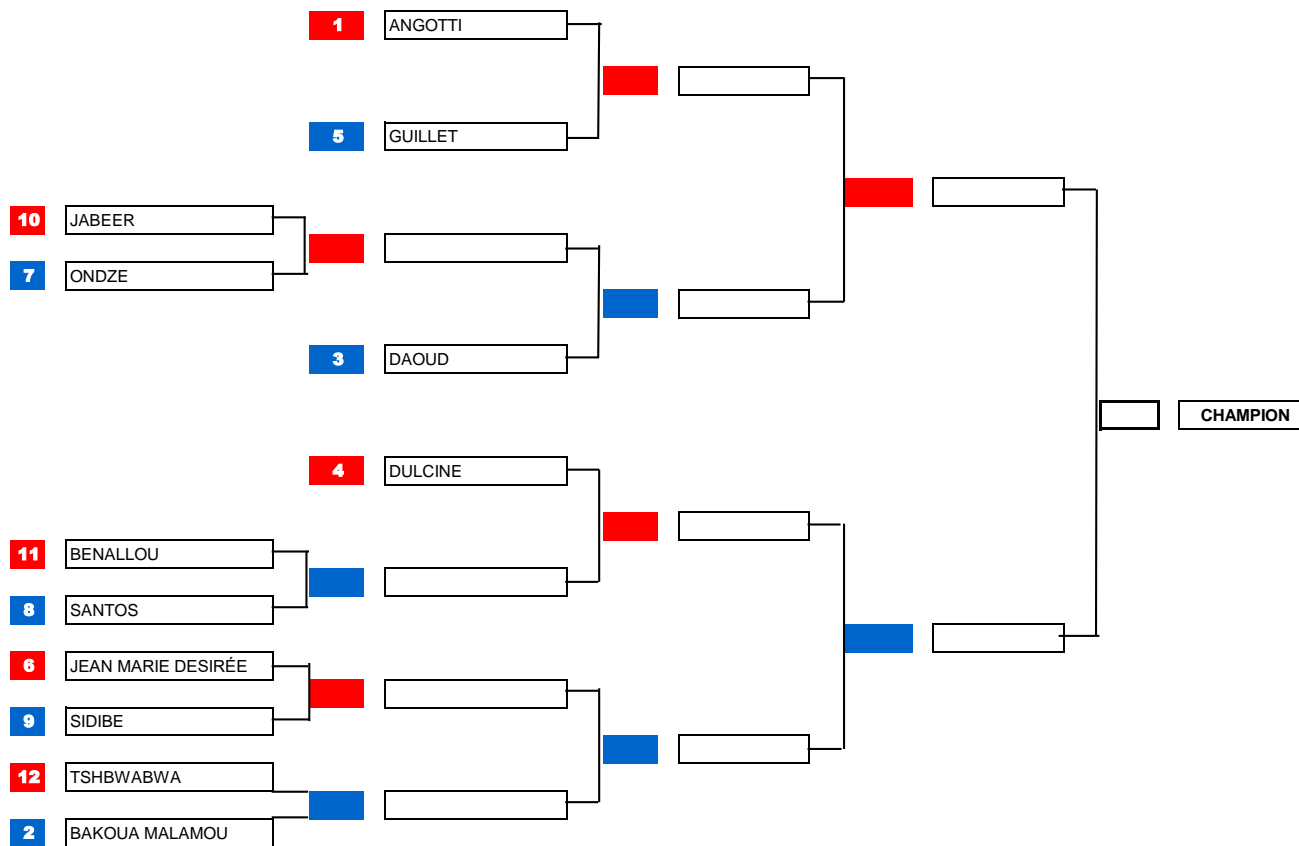 1 ANGOTTI
5 GUILLET
10 JABEER
7 ONDZE
3 DAOUD
CHAMPION
4 DULCINE
11 BENALLOU
8 SANTOS
6 JEAN MARIE DESIRÉE
9 SIDIBE
12 TSHBWABWA
2 BAKOUA MALAMOU